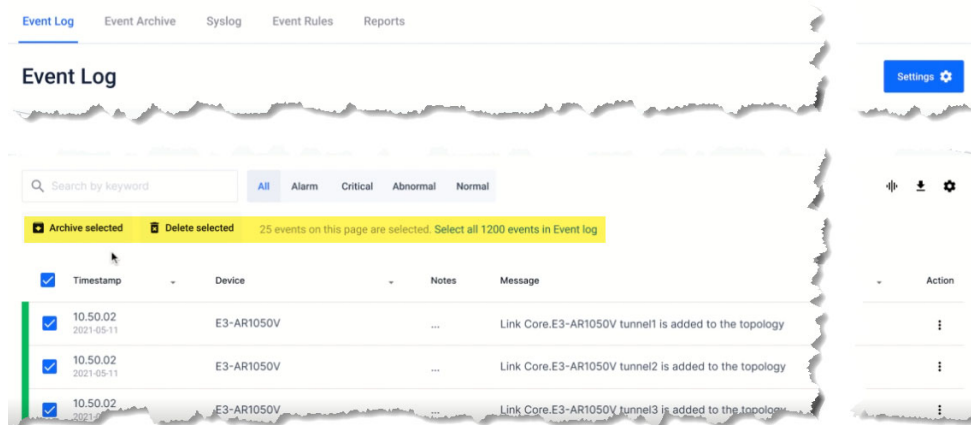 Event Log Event Archive Syslog Event Rules Reports
Event Log
Settings
Search by keyword All Alarm Critical Abnormal Normal
Archive selected Delete selected 25 events on this page are selected. Select all 1200 events in Event log
Timestamp Device Notes Message Action
10.50.02 E3-AR1050V ... Link Core.E3-AR1050V tunnel1 is added to the topology
2021-05-11
10.50.02 E3-AR1050V ... Link Core.E3-AR1050V tunnel2 is added to the topology
2021-05-11
10.50.02 E3-AR1050V Link Core.E3-AR1050V tunnel3 is added to the topology